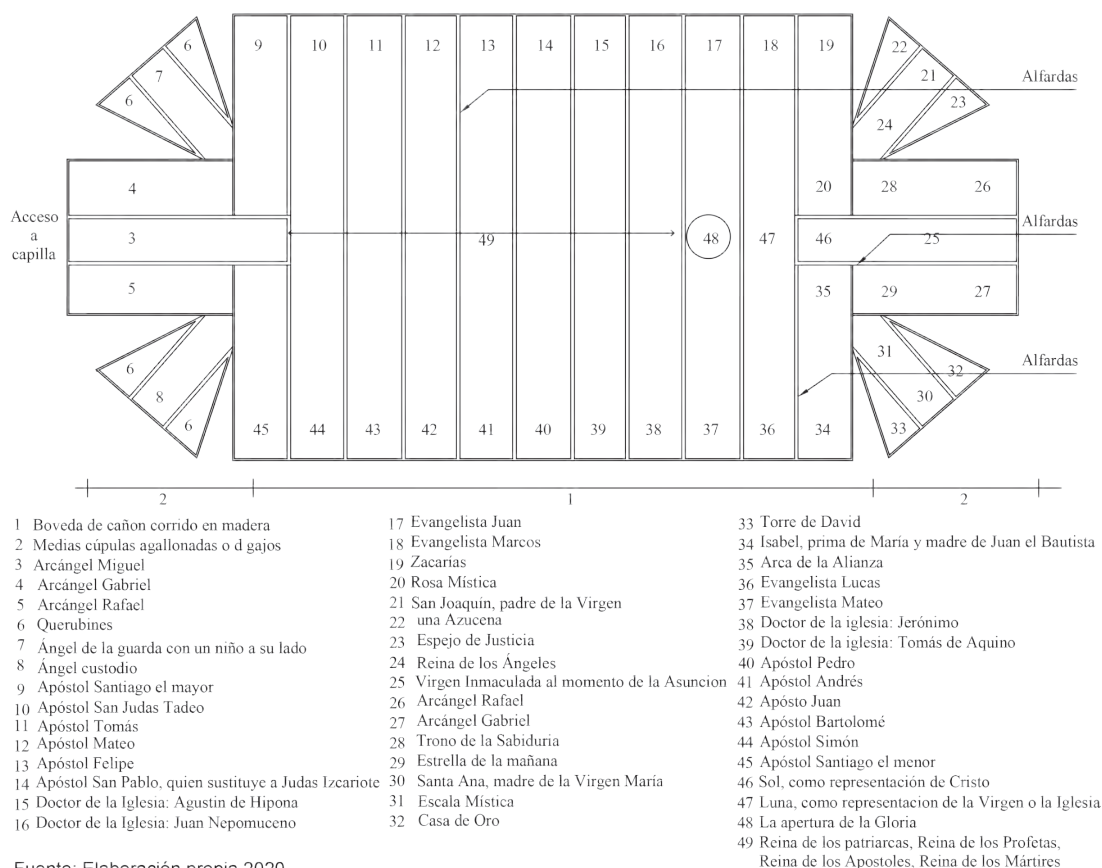 6 9 10 11 12 13 14 15 16 17 18 19 22
7 21 Alfardas
6 23
24
4 20 28 26
Acceso
a
capilla
3 49 48 47 46 25 Alfardas
5 35 29 27
6 31 32 Alfardas
8 30
6 45 44 43 42 41 40 39 38 37 36 34 33
2 1 2
1 Boveda de cañon corrido en madera
2 Medias cúpulas agallonadas o d gajos
3 Arcángel Miguel
4 Arcángel Gabriel
5 Arcángel Rafael
6 Querubines
7 Ángel de la guarda con un niño a su lado
8 Ángel custodio
9 Apóstol Santiago el mayor
10 Apóstol San Judas Tadeo
11 Apóstol Tomás
12 Apóstol Mateo
13 Apóstol Felipe
14 Apóstol San Pablo, quien sustituye a Judas Izcariote
15 Doctor de la Iglesia: Agustin de Hipona
16 Doctor de la Iglesia: Juan Nepomuceno
17 Evangelista Juan
18 Evangelista Marcos
19 Zacarías
20 Rosa Mística
21 San Joaquín, padre de la Virgen
22 una Azucena
23 Espejo de Justicia
24 Reina de los Ángeles
25 Virgen Inmaculada al momento de la Asuncion
26 Arcángel Rafael
27 Arcángel Gabriel
28 Trono de la Sabiduria
29 Estrella de la mañana
30 Santa Ana, madre de la Virgen María
31 Escala Mística
32 Casa de Oro
33 Torre de David
34 Isabel, prima de María y madre de Juan el Bautista
35 Arca de la Alianza
36 Evangelista Lucas
37 Evangelista Mateo
38 Doctor de la iglesia: Jerónimo
39 Doctor de la iglesia: Tomás de Aquino
40 Apóstol Pedro
41 Apóstol Andrés
42 Apósto Juan
43 Apóstol Bartolomé
44 Apóstol Simón
45 Apóstol Santiago el menor
46 Sol, como representación de Cristo
47 Luna, como representacion de la Virgen o la Iglesia
48 La apertura de la Gloria
49 Reina de los patriarcas, Reina de los Profetas,
Reina de los Apostoles, Reina de los Mártires
Fuente: Elaboración propia 2020